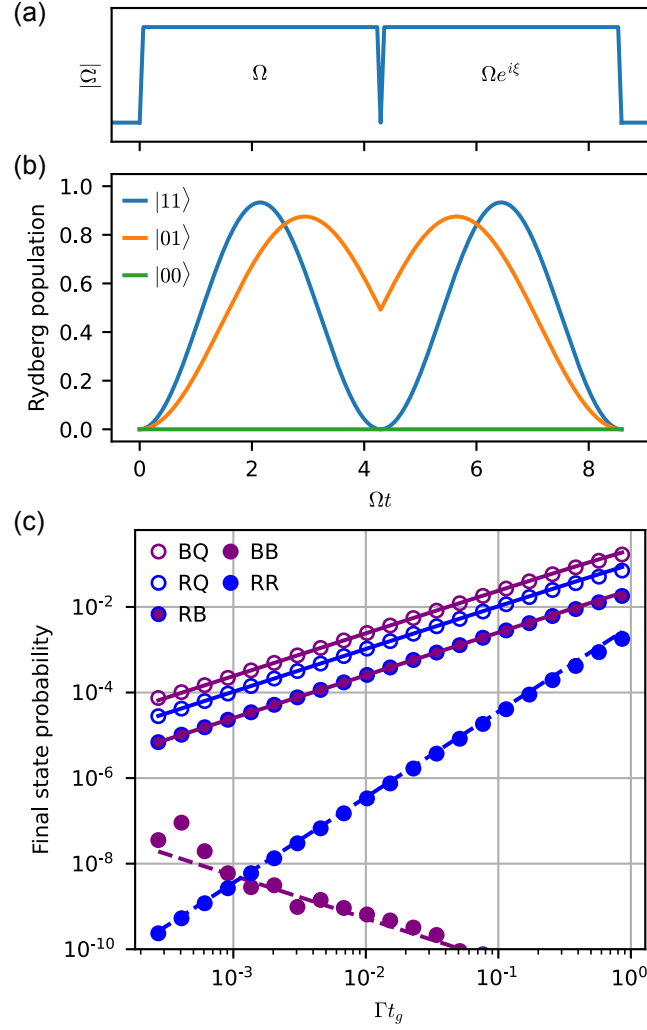 (a)
|Ω|
Ω
Ωe^{iξ}
(b)
Rydberg population
1.0
0.8
0.6
0.4
0.2
0.0
|11⟩
|01⟩
|00⟩
0 2 4 6 8
Ωt
(c)
Final state probability
BQ BB
RQ RR
RB
10^{-2}
10^{-4}
10^{-6}
10^{-8}
10^{-10}
10^{-3} 10^{-2} 10^{-1} 10^{0}
Γt_g